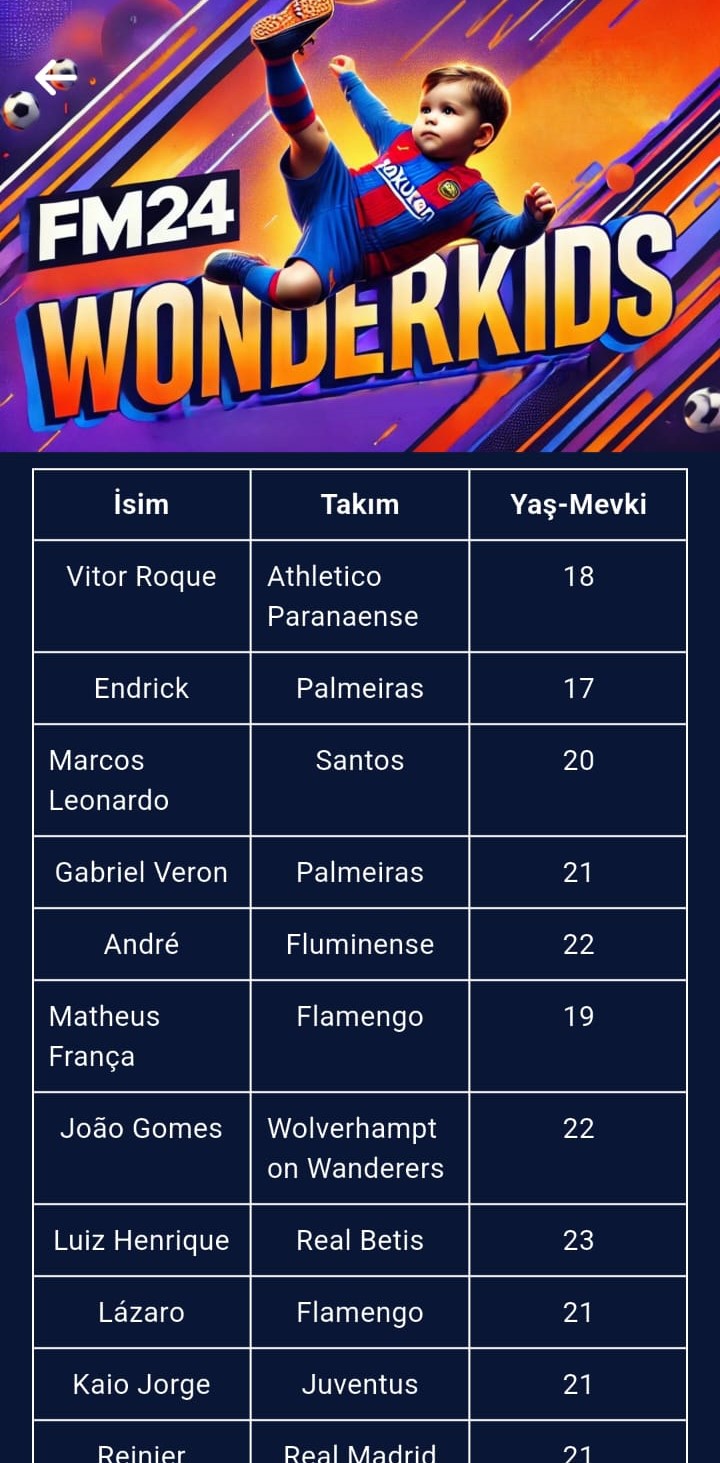 FM24
WONDERKIDS
İsim Takım Yaş-Mevki
Vitor Roque Athletico 18
Paranaense
Endrick Palmeiras 17
Marcos Santos 20
Leonardo
Gabriel Veron Palmeiras 21
André Fluminense 22
Matheus Flamengo 19
França
João Gomes Wolverhampt 22
on Wanderers
Luiz Henrique Real Betis 23
Lázaro Flamengo 21
Kaio Jorge Juventus 21
Reinier Real Madrid 21